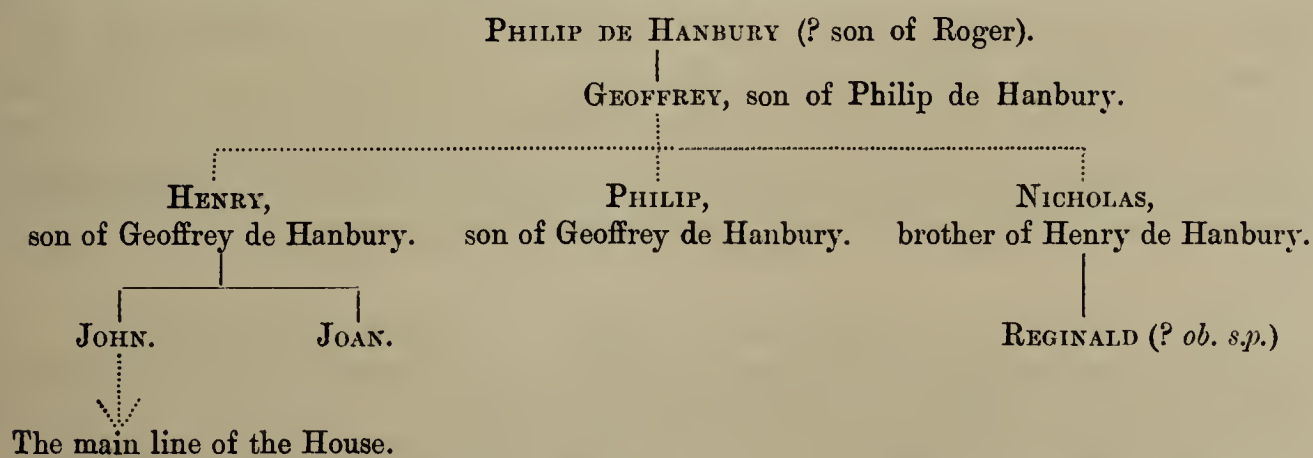 PHILIP DE HANBURY (? son of Roger).
GEOFFREY, son of Philip de Hanbury.
HENRY,
son of Geoffrey de Hanbury.
PHILIP,
son of Geoffrey de Hanbury.
NICHOLAS,
brother of Henry de Hanbury.
JOHN.
JOAN.
REGINALD (? ob. s.p.)
The main line of the House.